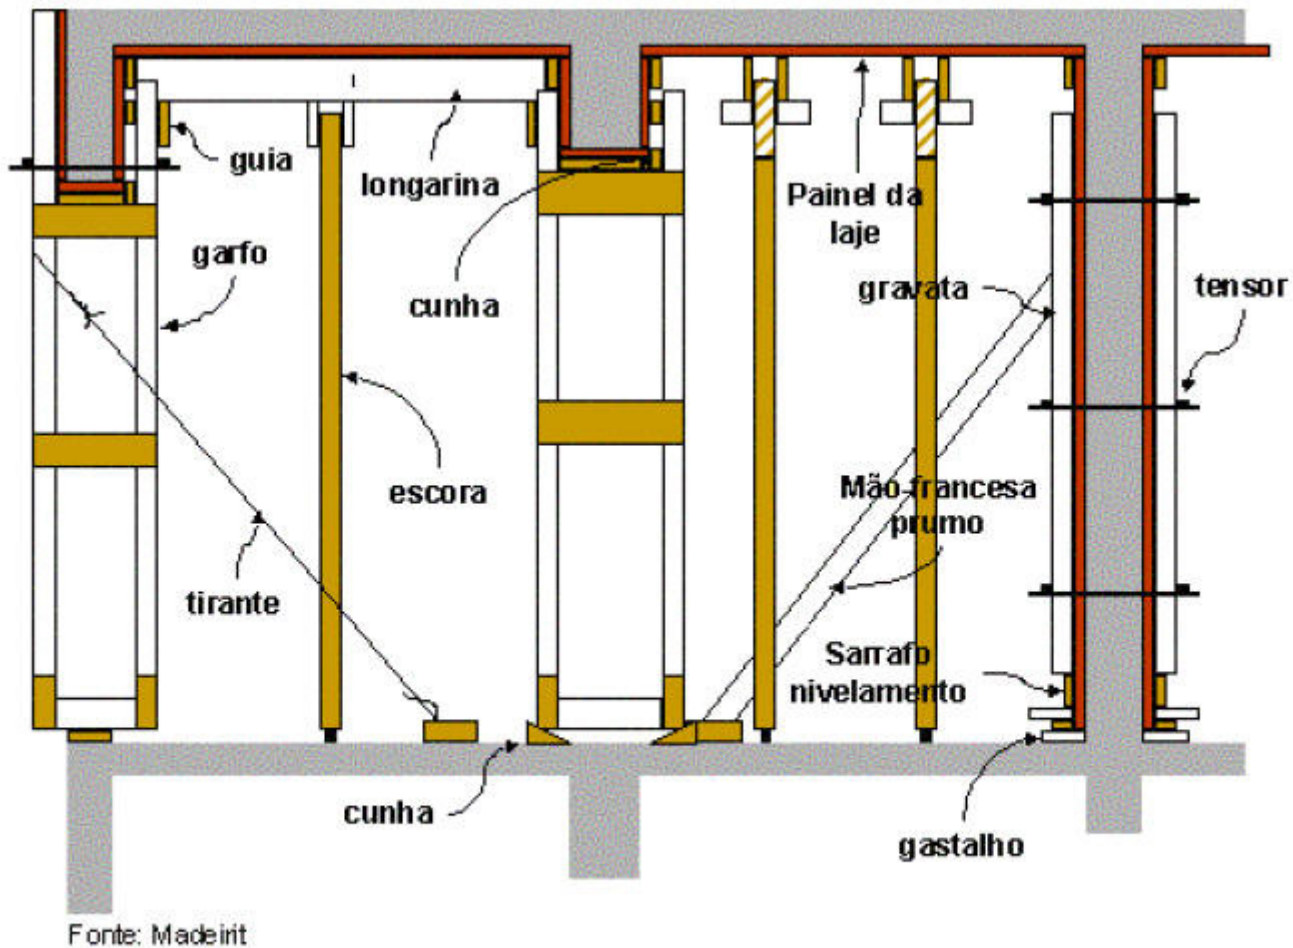 guia
longarina
Painel da
laje
garfo
cunha
gravata
tensor
escora
Mão-francesa
prumo
tirante
Sarrafo
nivelamento
cunha
gastalho
Fonte: Madeirit